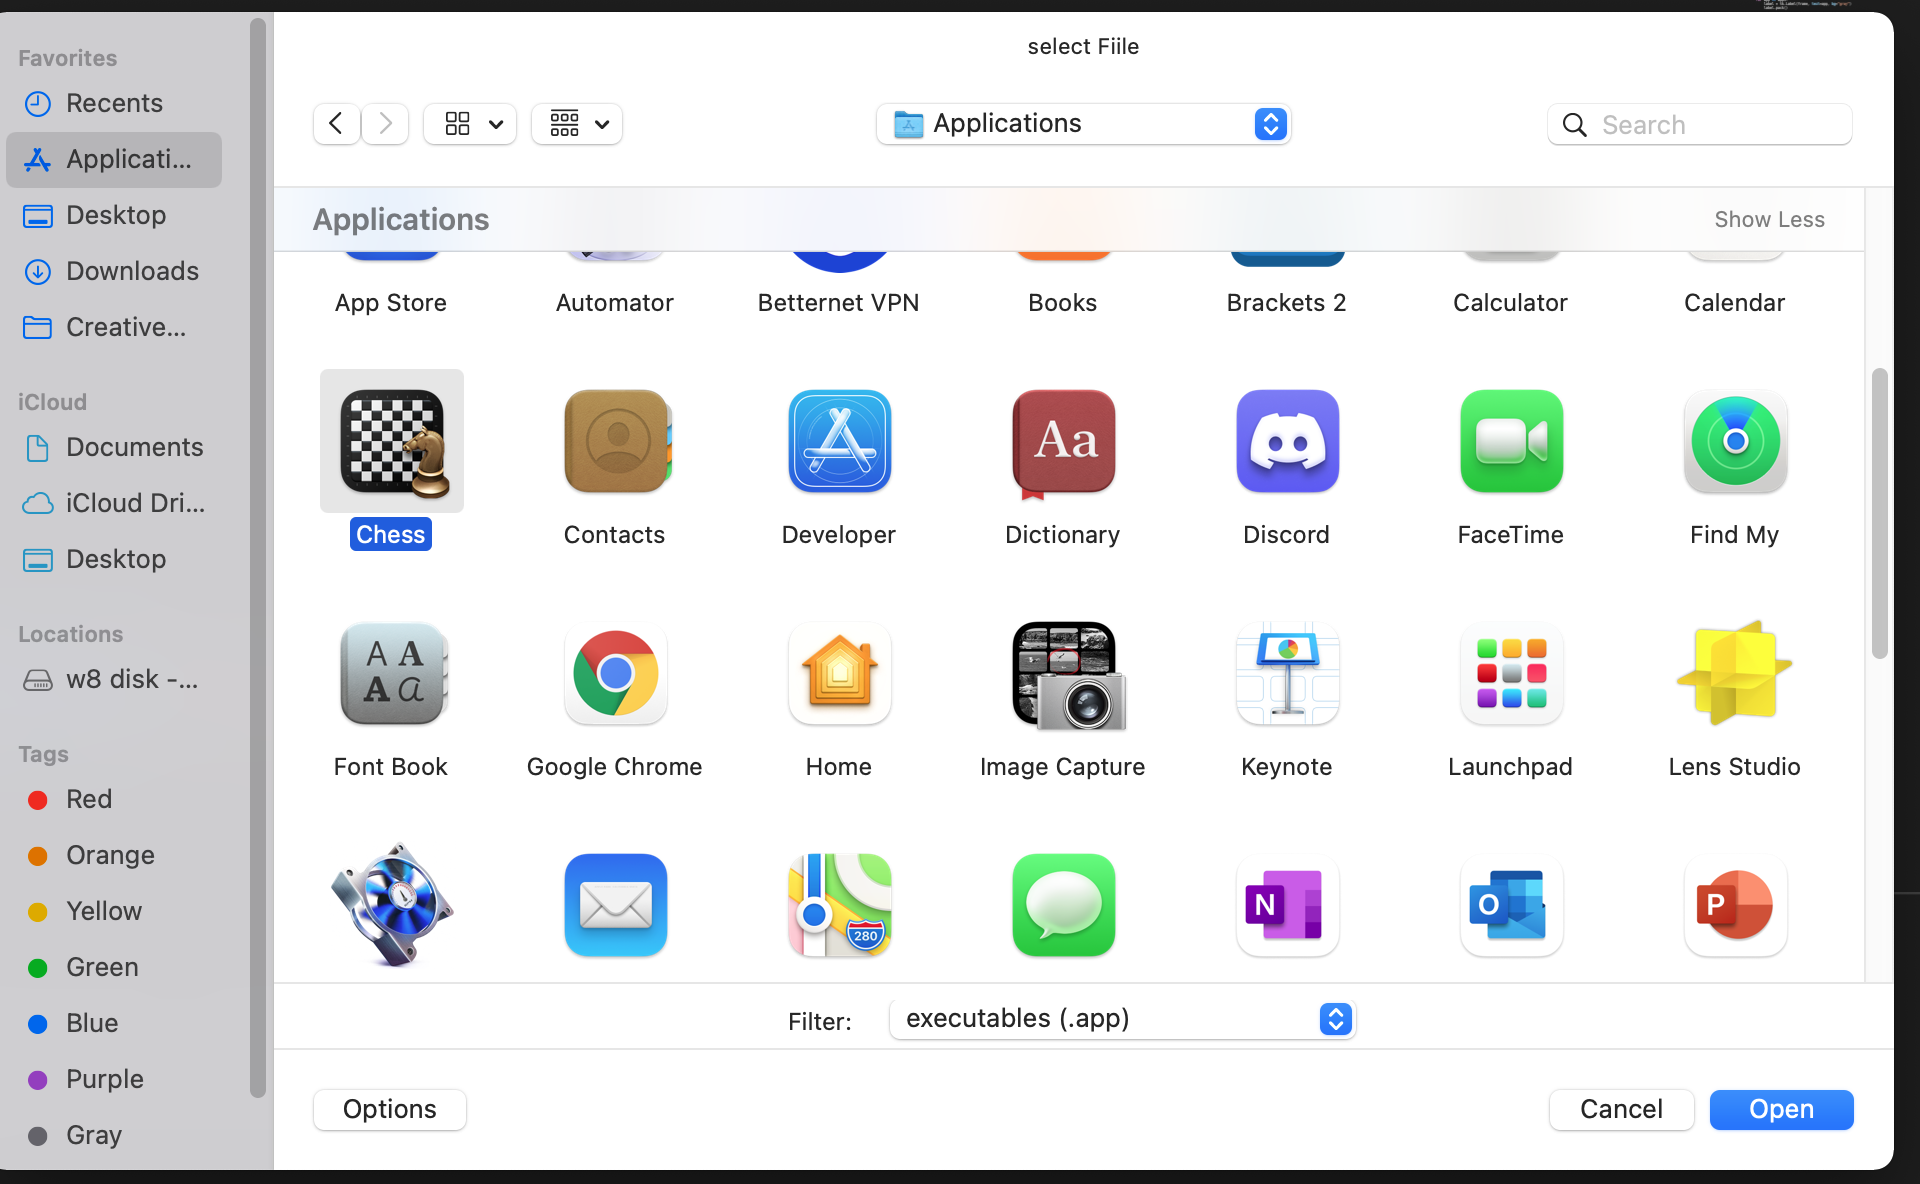 select Fiile
Favorites
Recents
Applicati...
Desktop
Downloads
Creative...
iCloud
Documents
iCloud Dri...
Desktop
Locations
w8 disk -...
Tags
Red
Orange
Yellow
Green
Blue
Purple
Gray
Applications
Search
Applications
Show Less
App Store
Automator
Betternet VPN
Books
Brackets 2
Calculator
Calendar
Aa
Chess
Contacts
Developer
Dictionary
Discord
FaceTime
Find My
A A
A a
Font Book
Google Chrome
Home
Image Capture
Keynote
Launchpad
Lens Studio
280
N
O
P
Filter:
executables (.app)
Options
Cancel
Open